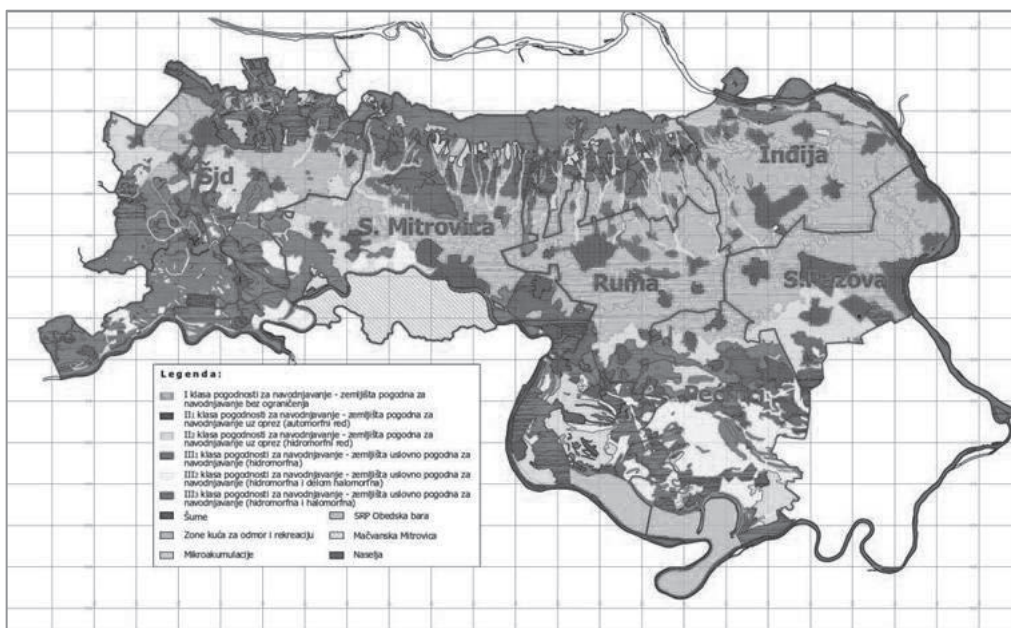 Inđija
Šid
S. Mitrovica
Ruma
S.Pazova
Legenda:
I klasa pogodnosti za navodnjavanje - zemljišta pogodna za
navodnjavanje bez ograničenja
II₁ klasa pogodnosti za navodnjavanje - zemljišta pogodna za
navodnjavanje uz oprez (automorfni red)
II₂ klasa pogodnosti za navodnjavanje - zemljišta pogodna za
navodnjavanje uz oprez (hidromorfni red)
III₁ klasa pogodnosti za navodnjavanje - zemljišta uslovno pogodna za
navodnjavanje (hidromorfna)
III₂ klasa pogodnosti za navodnjavanje - zemljišta uslovno pogodna za
navodnjavanje (hidromorfna i delom halomorfna)
III₃ klasa pogodnosti za navodnjavanje - zemljišta uslovno pogodna za
navodnjavanje (hidromorfna i halomorfna)
Šume
SRP Obedska bara
Zone kuća za odmor i rekreaciju
Mačvanska Mitrovica
Mikroakumulacije
Naselja